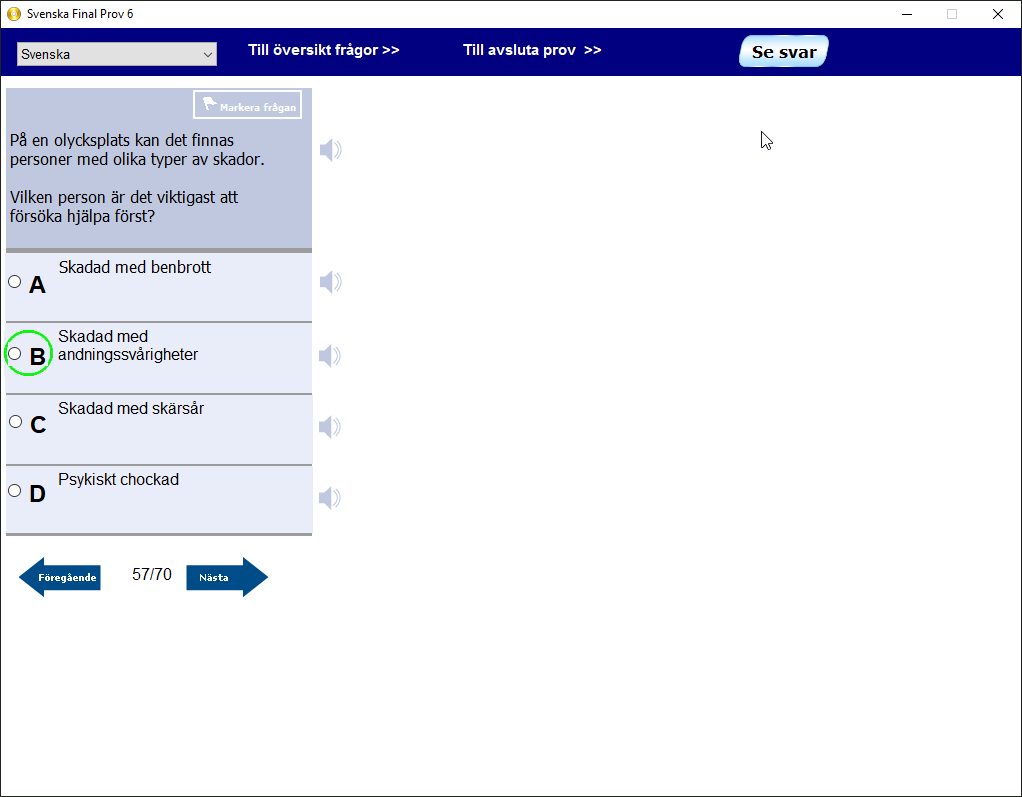 Svenska Final Prov 6
Svenska
Till översikt frågor >>
Till avsluta prov >>
Se svar
Markera frågan
På en olycksplats kan det finnas
personer med olika typer av skador.
Vilken person är det viktigast att
försöka hjälpa först?
A
Skadad med benbrott
B
Skadad med
andningssvårigheter
C
Skadad med skärsår
D
Psykiskt chockad
Föregående
57/70
Nästa